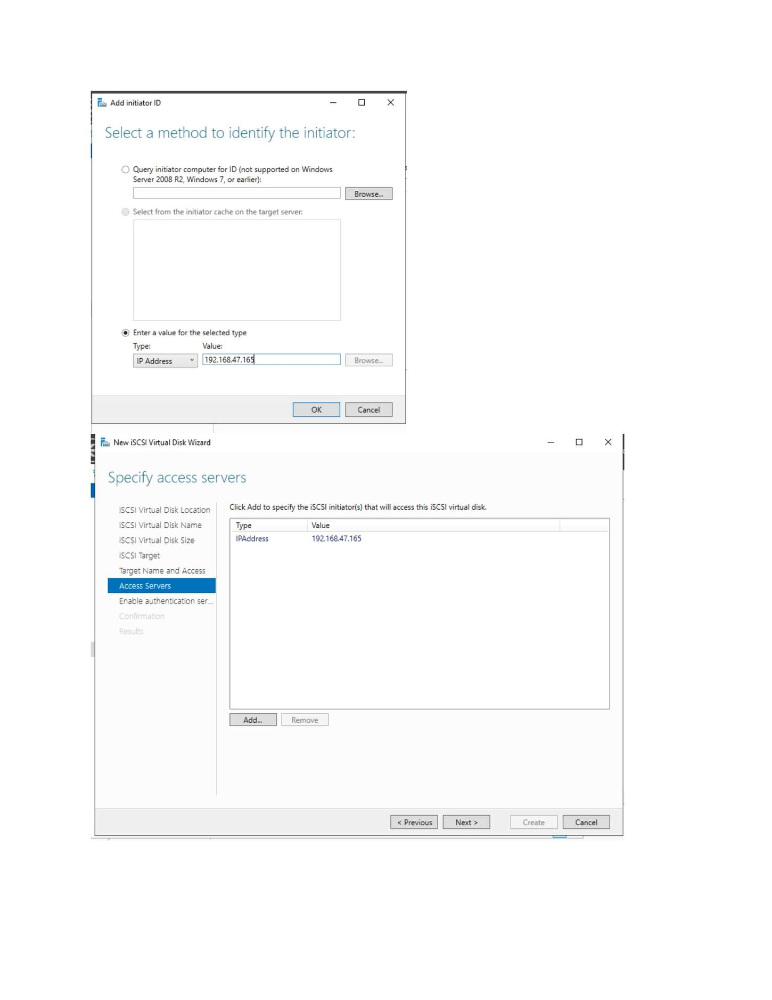 Add initiator ID
Select a method to identify the initiator:
Query initiator computer for ID (not supported on Windows
Server 2008 R2, Windows 7, or earlier):
Browse...
Select from the initiator cache on the target server:
Enter a value for the selected type
Type: Value:
IP Address 192.168.47.165 Browse...
OK Cancel
New iSCSI Virtual Disk Wizard
Specify access servers
iSCSI Virtual Disk Location
iSCSI Virtual Disk Name
iSCSI Virtual Disk Size
iSCSI Target
Target Name and Access
Access Servers
Enable authentication ser...
Confirmation
Results
Click Add to specify the iSCSI initiator(s) that will access this iSCSI virtual disk.
Type Value
IPAddress 192.168.47.165
Add... Remove
< Previous Next > Create Cancel